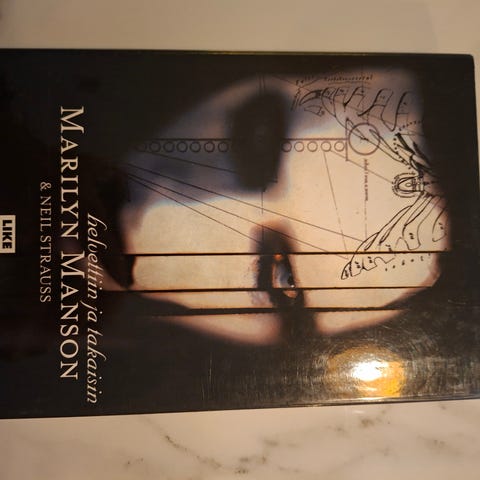 helvettiin ja takaisin
MARILYN MANSON
& NEIL STRAUSS
LIKE